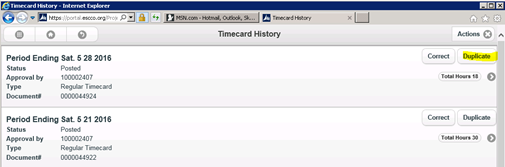 Timecard History - Internet Explorer
https://portal.escco.org/Proc
MSN.com - Hotmail, Outlook, Sk...
Timecard History
Timecard History
Actions
Period Ending Sat. 5 28 2016
Correct
Duplicate
Status Posted
Approval by 100002407
Total Hours 18
Type Regular Timecard
Document# 0000044924
Period Ending Sat. 5 21 2016
Correct
Duplicate
Status Posted
Approval by 100002407
Total Hours 30
Type Regular Timecard
Document# 0000044922